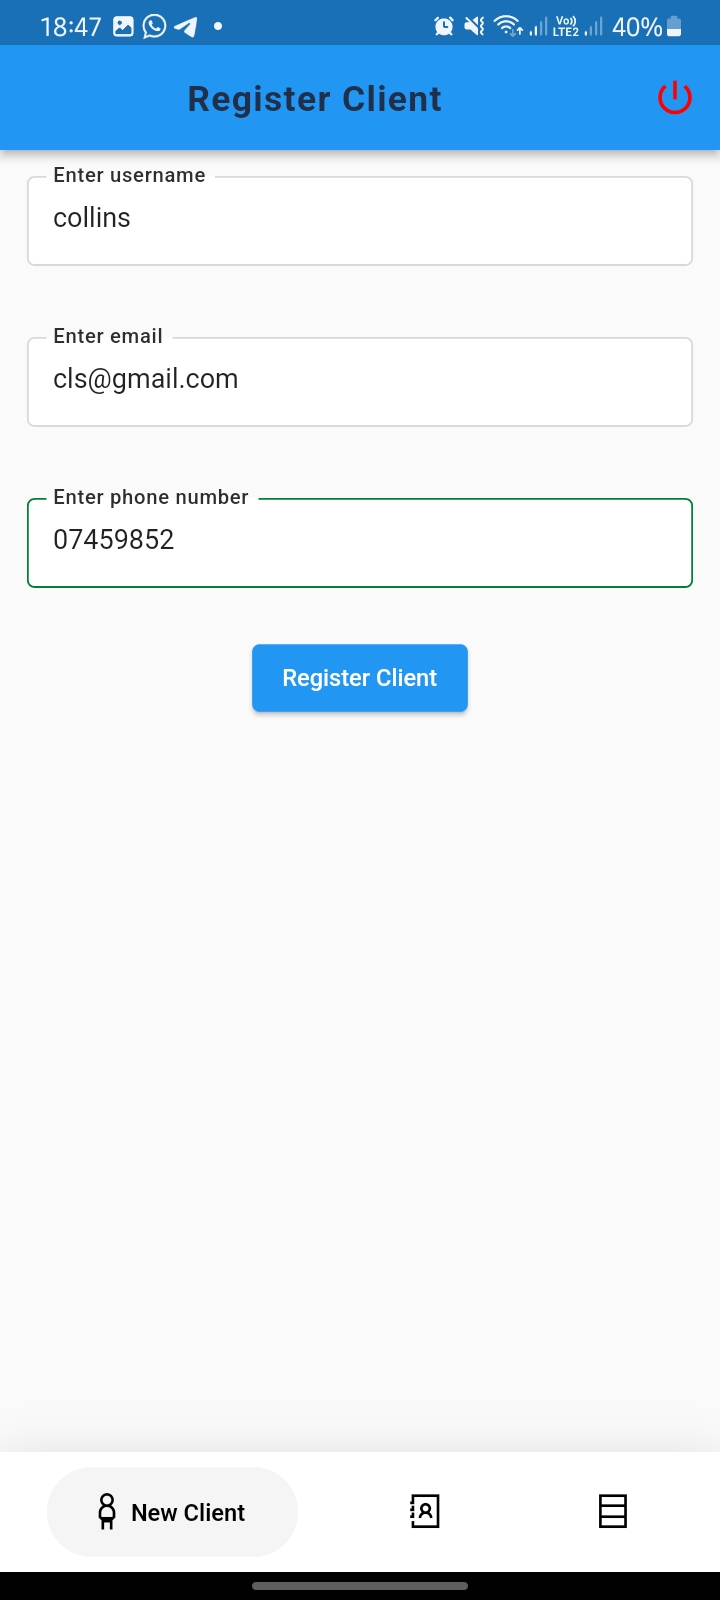 18:47 Vo)) LTE2 40%
Register Client
Enter username
collins
Enter email
cls@gmail.com
Enter phone number
07459852
Register Client
New Client